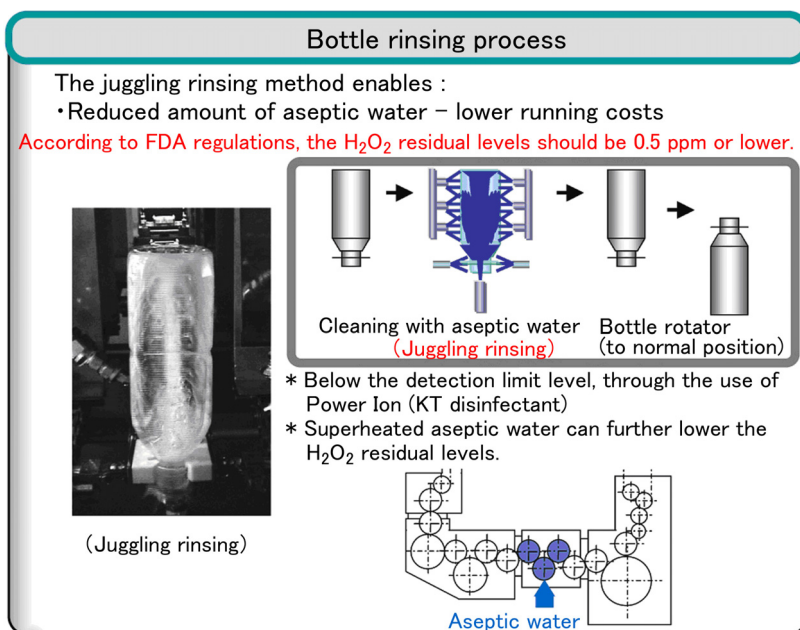 Bottle rinsing process
The juggling rinsing method enables :
・Reduced amount of aseptic water – lower running costs
According to FDA regulations, the H₂O₂ residual levels should be 0.5 ppm or lower.
Cleaning with aseptic water
(Juggling rinsing)
Bottle rotator
(to normal position)
* Below the detection limit level, through the use of
Power Ion (KT disinfectant)
* Superheated aseptic water can further lower the
H₂O₂ residual levels.
(Juggling rinsing)
Aseptic water